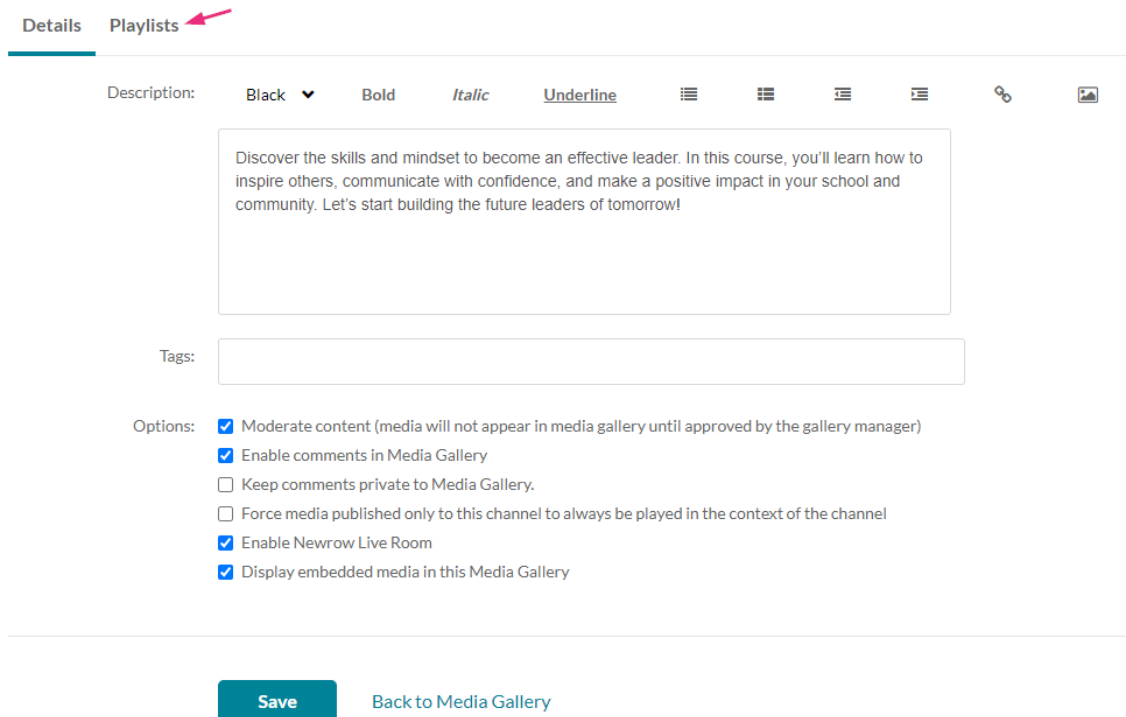 Details Playlists
Description: Black Bold Italic Underline
Discover the skills and mindset to become an effective leader. In this course, you'll learn how to
inspire others, communicate with confidence, and make a positive impact in your school and
community. Let's start building the future leaders of tomorrow!
Tags:
Options: Moderate content (media will not appear in media gallery until approved by the gallery manager)
Enable comments in Media Gallery
Keep comments private to Media Gallery.
Force media published only to this channel to always be played in the context of the channel
Enable Newrow Live Room
Display embedded media in this Media Gallery
Save Back to Media Gallery